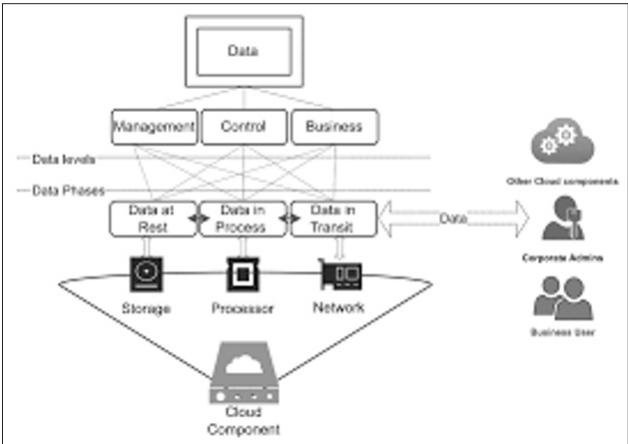 Data
Management
Control
Business
Data levels
Data Phases
Data at
Rest
Data in
Process
Data in
Transit
Data
Other Cloud components
Corporate Admins
Business User
Storage
Processor
Network
Cloud
Component